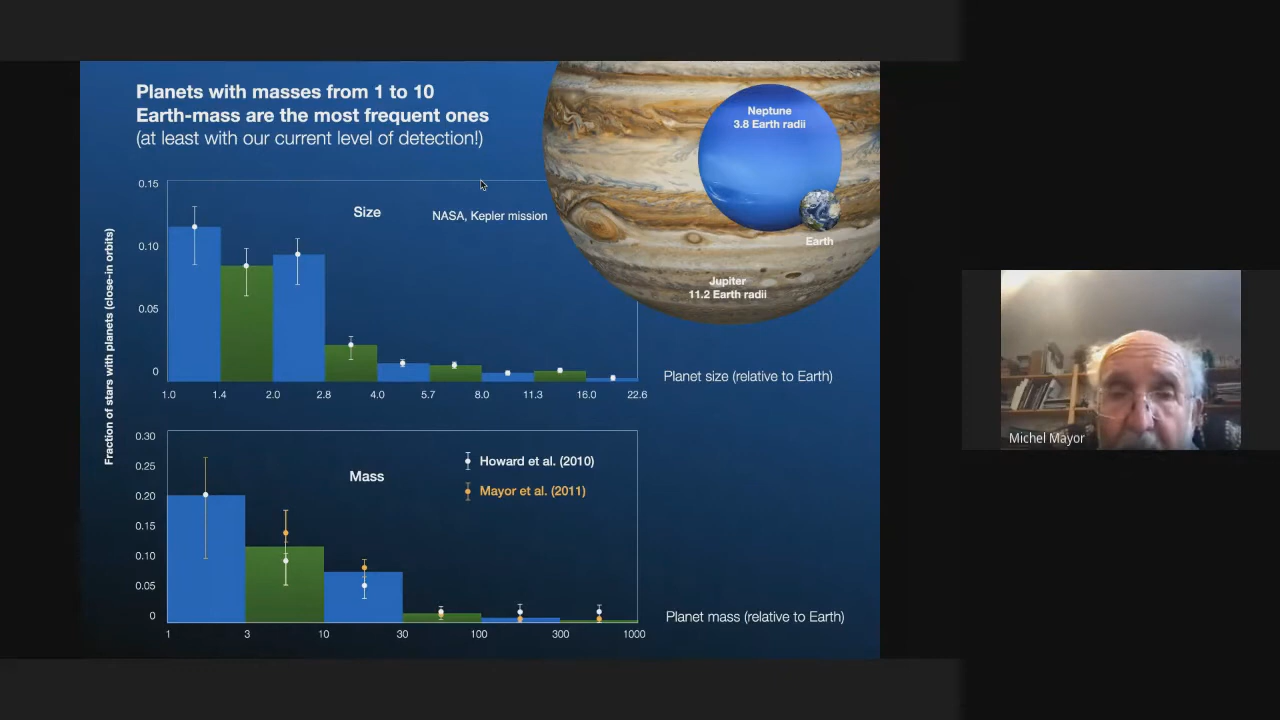 Planets with masses from 1 to 10
Earth-mass are the most frequent ones
(at least with our current level of detection!)
Neptune
3.8 Earth radii
Earth
Jupiter
11.2 Earth radii
Fraction of stars with planets (close-in orbits)
Size
NASA, Kepler mission
0.15
0.10
0.05
0
1.0 1.4 2.0 2.8 4.0 5.7 8.0 11.3 16.0 22.6
Planet size (relative to Earth)
Mass
Howard et al. (2010)
Mayor et al. (2011)
0.30
0.25
0.20
0.15
0.10
0.05
0
1 3 10 30 100 300 1000
Planet mass (relative to Earth)
Michel Mayor